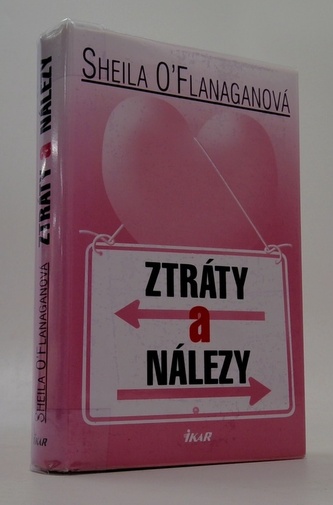 SHEILA O'FLANAGANOVÁ
ZTRÁTY
a
NÁLEZY
IKAR
SHEILA O'FLANAGANOVÁ ZTRÁTY a NÁLEZY
IKAR